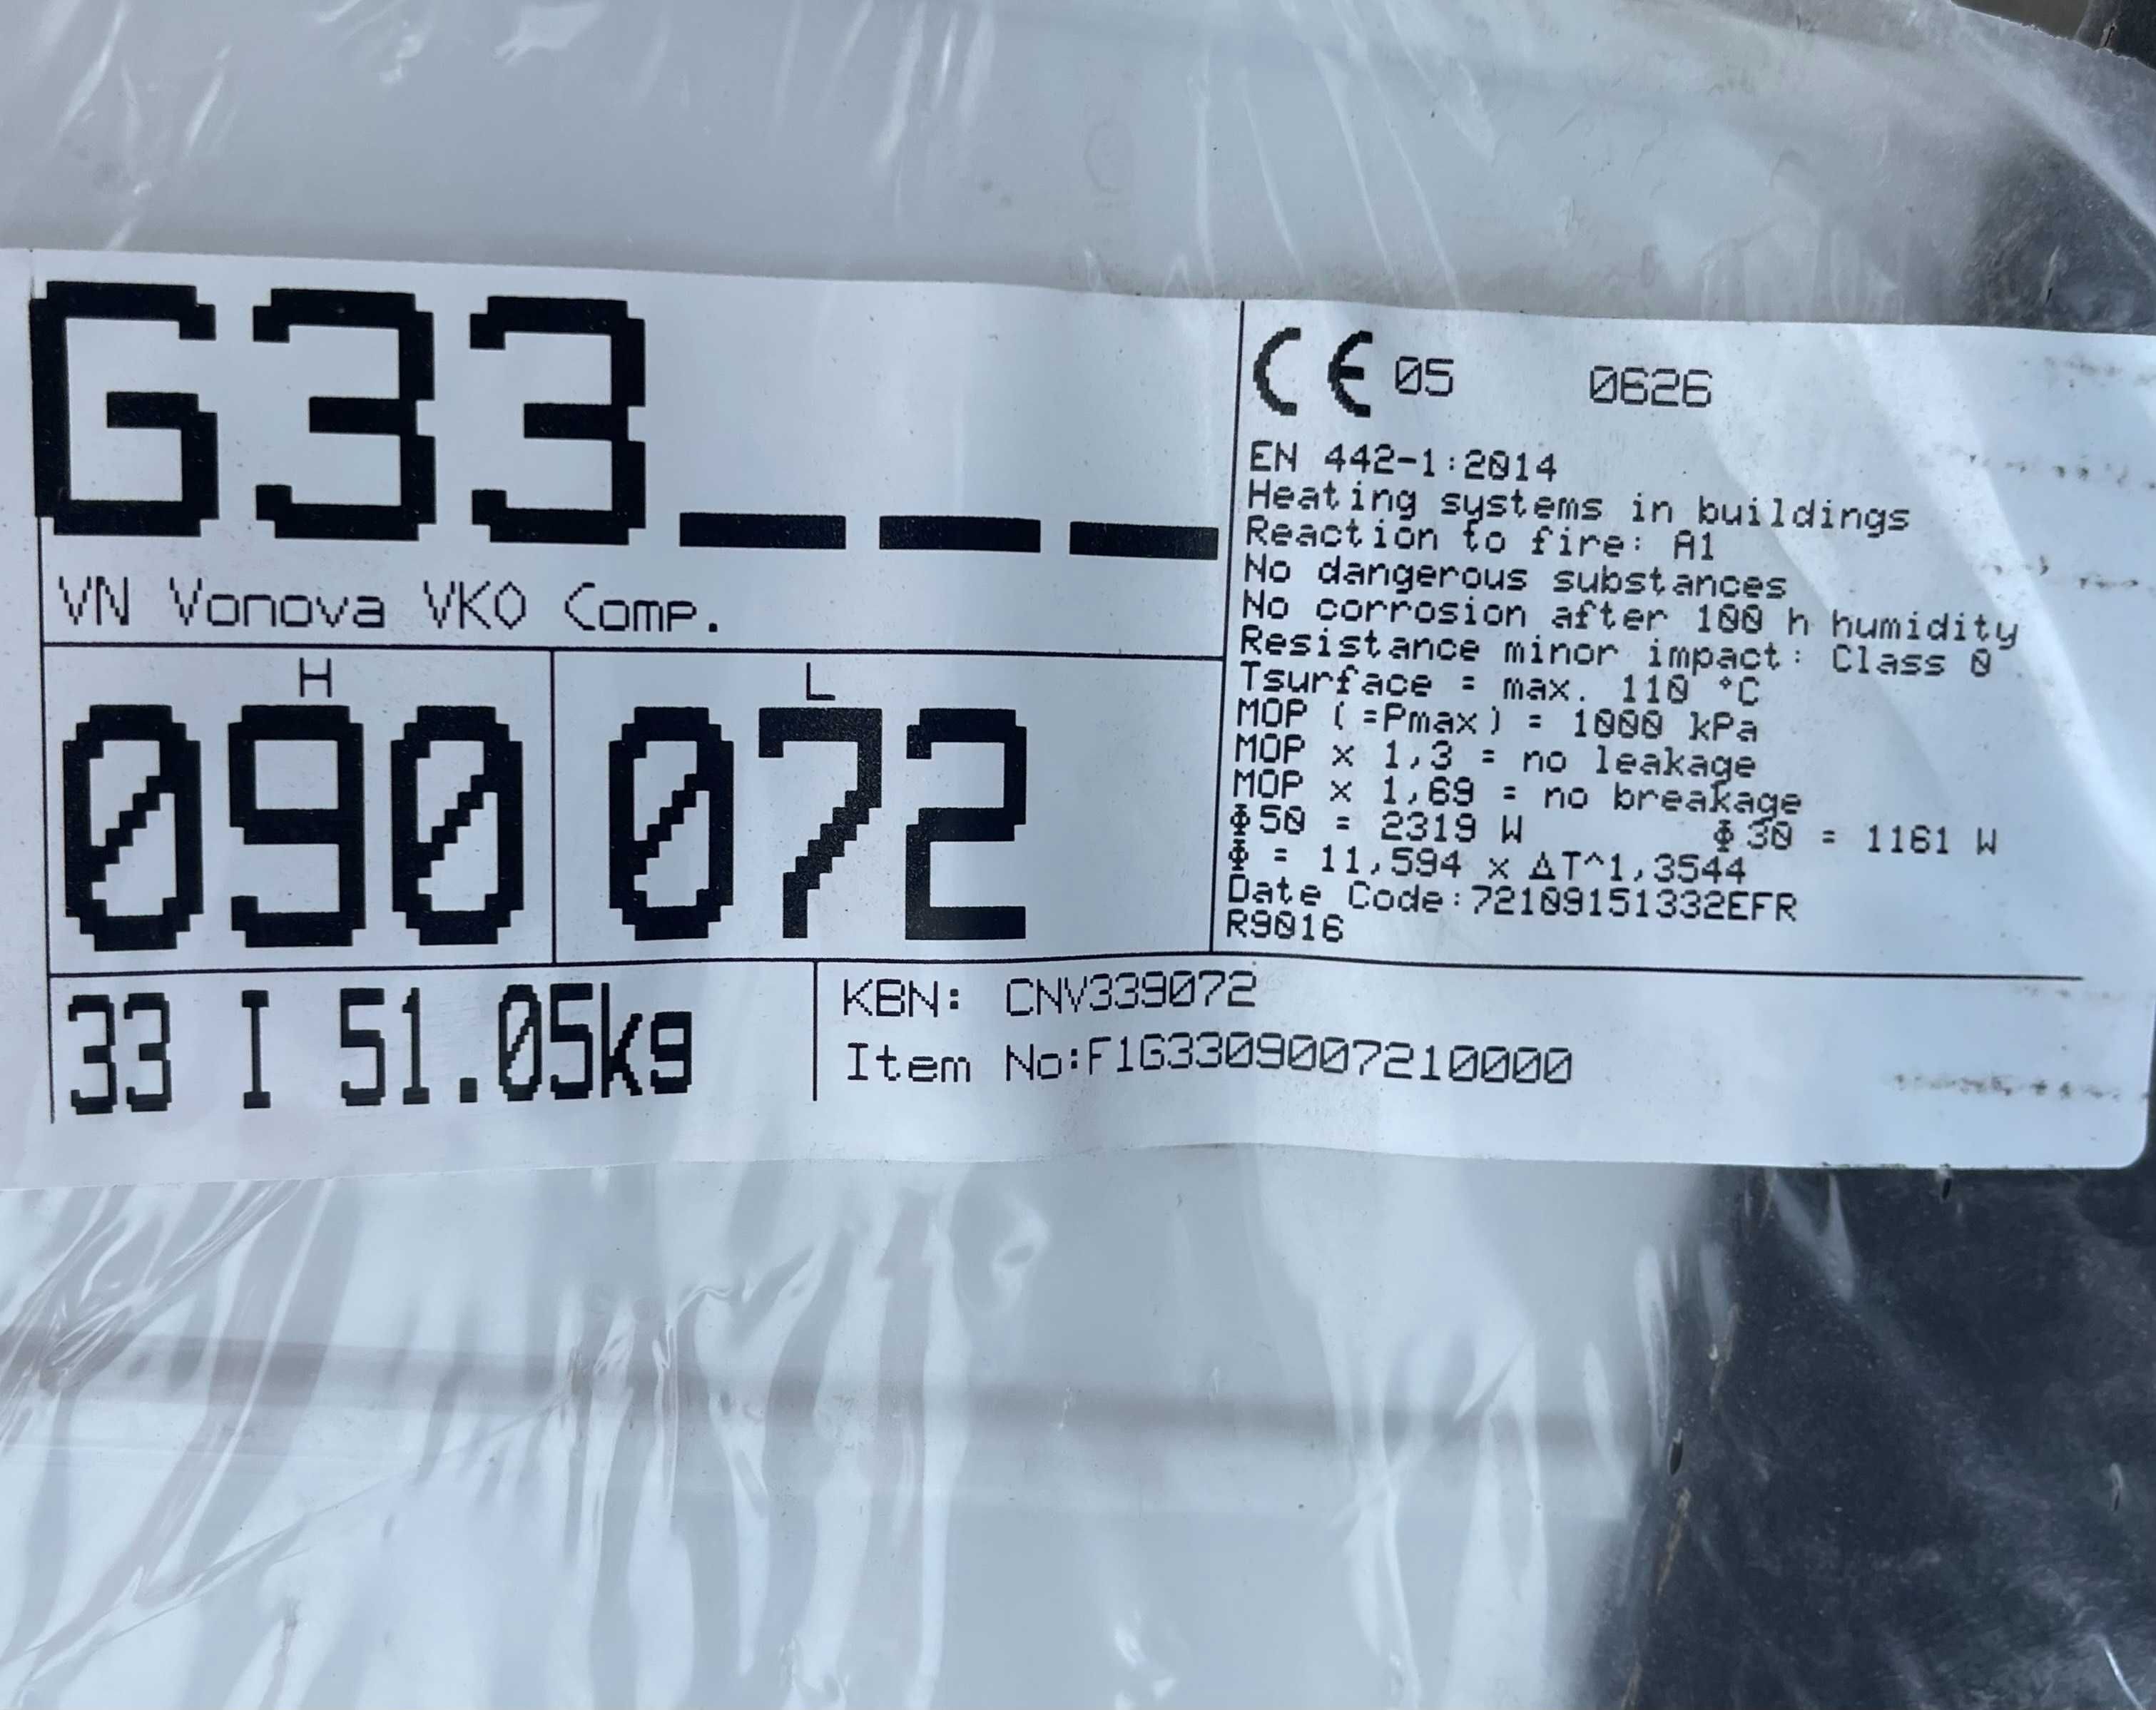 G33___
VN Vonova VKO Comp.
H
090
L
072
33 I 51.05kg
CE 05 0626
EN 442-1:2014
Heating systems in buildings
Reaction to fire: A1
No dangerous substances
No corrosion after 100 h humidity
Resistance minor impact: Class 0
Tsurface = max. 110 °C
MOP (=Pmax) = 1000 kPa
MOP x 1,3 = no leakage
MOP x 1,69 = no breakage
Φ50 = 2319 W Φ30 = 1161 W
Φ = 11,594 x ΔT^1,3544
Date Code:72109151332EFR
R9016
KBN: CNV339072
Item No:F1G3309007210000